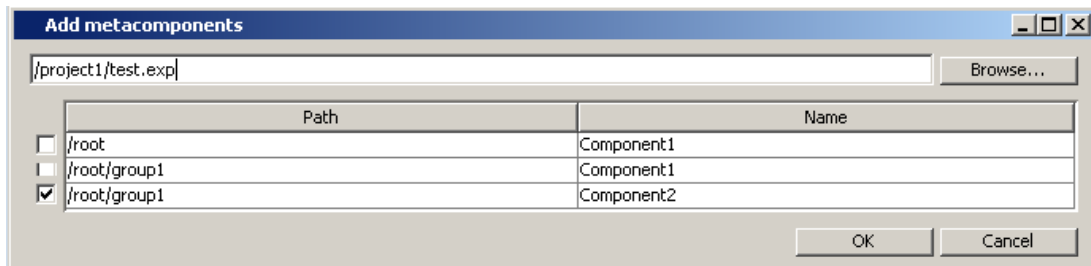 Add metacomponents
/project1/test.exp Browse...
Path Name
/root Component1
/root/group1 Component1
/root/group1 Component2
OK Cancel